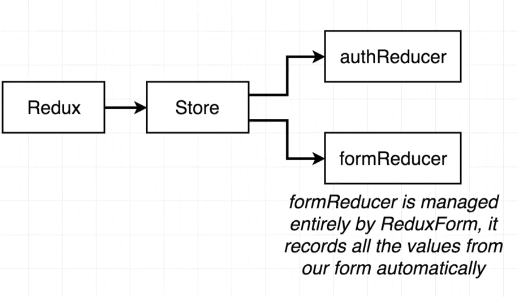 authReducer
Redux
Store
formReducer
formReducer is managed
entirely by ReduxForm, it
records all the values from
our form automatically